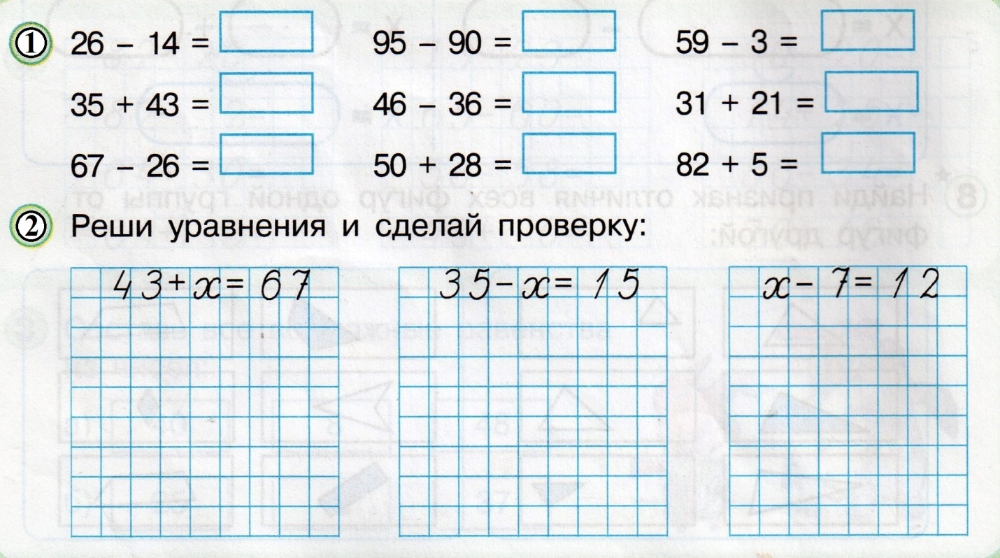 1 26 – 14 = 95 – 90 = 59 – 3 =
35 + 43 = 46 – 36 = 31 + 21 =
67 – 26 = 50 + 28 = 82 + 5 =
2 Реши уравнения и сделай проверку:
43+x=67 35–x=15 x–7=12